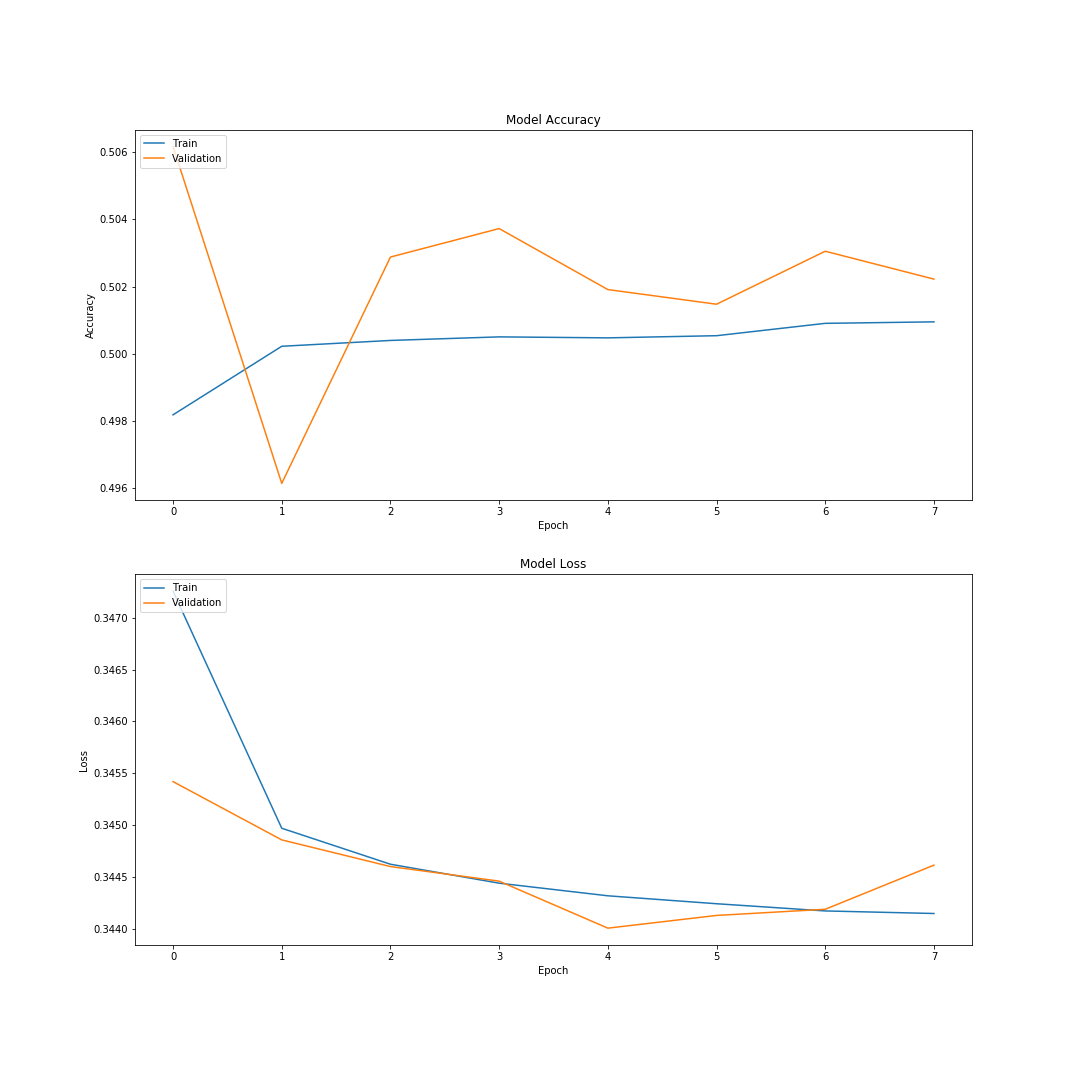 Model Accuracy
Train
Validation
0.506
0.504
0.502
0.500
0.498
0.496
Accuracy
0 1 2 3 4 5 6 7
Epoch
Model Loss
Train
Validation
0.3470
0.3465
0.3460
0.3455
0.3450
0.3445
0.3440
Loss
0 1 2 3 4 5 6 7
Epoch